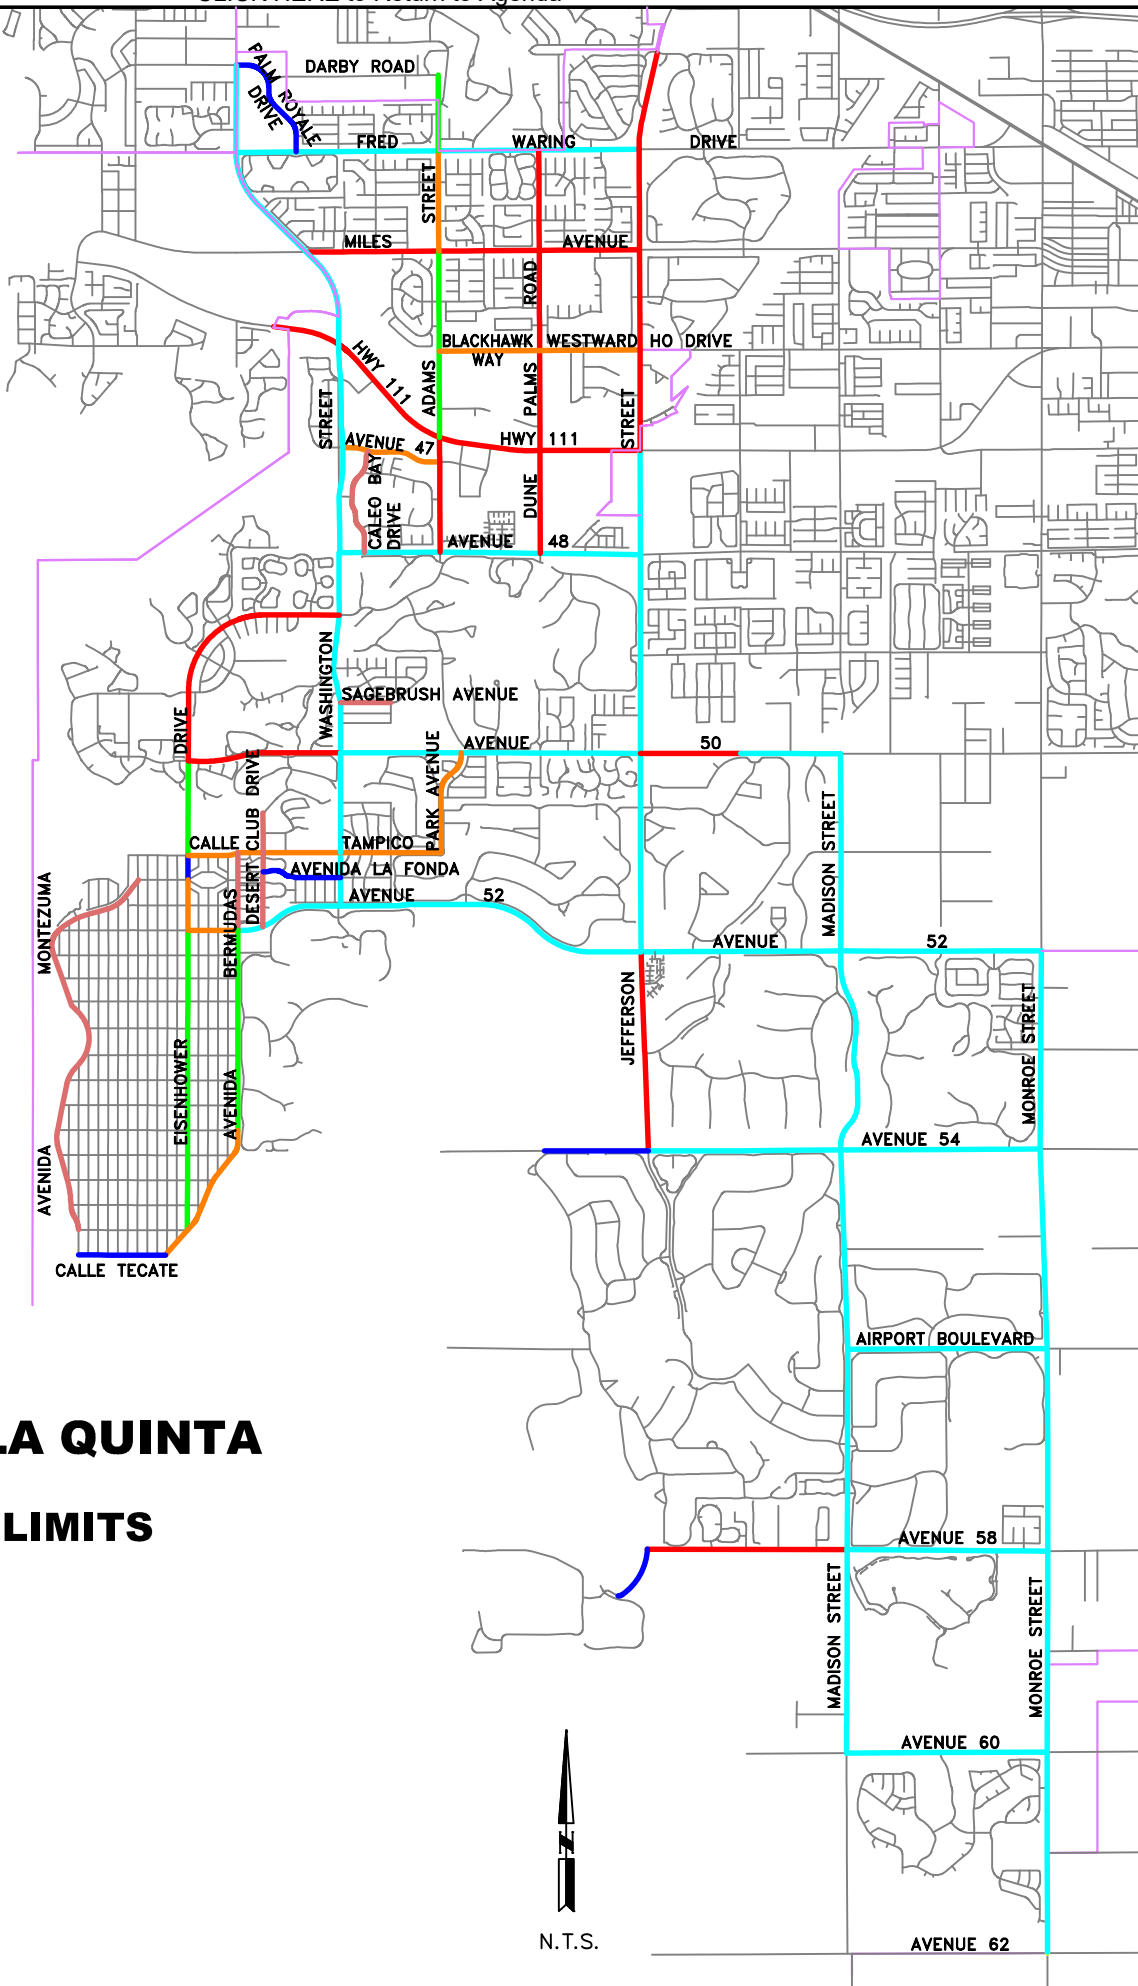 DARBY ROAD
PALM ROYALE
DRIVE
FRED WARING DRIVE
STREET
MILES AVENUE
ROAD
BLACKHAWK WESTWARD HO DRIVE
WAY
HWY 111
ADAMS
PALMS
STREET
STREET
AVENUE 47
HWY 111
CALEO BAY
DRIVE
DUNE
AVENUE 48
WASHINGTON
SAGEBRUSH AVENUE
DRIVE
AVENUE 50
DESERT CLUB DRIVE
PARK AVENUE
MADISON STREET
CALLE TAMPICO
AVENIDA LA FONDA
AVENUE 52
MONTEZUMA
BERMUDAS
AVENUE 52
JEFFERSON
MONROE STREET
EISENHOWER
AVENIDA
AVENUE 54
AVENIDA
CALLE TECATE
AIRPORT BOULEVARD
LA QUINTA
LIMITS
AVENUE 58
MADISON STREET
MONROE STREET
AVENUE 60
N
N.T.S.
AVENUE 62